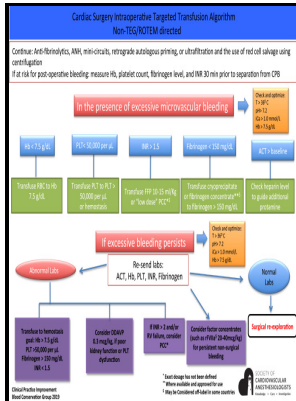 Cardiac Surgery Intraoperative Targeted Transfusion Algorithm
Non-TEG/ROTEM directed
Continue: Anti-fibrinolytics, ANH, mini-circuits, retrograde autologous priming, or ultrafiltration and the use of red cell salvage using
centrifugation
If at risk for post-operative bleeding: measure Hb, platelet count, fibrinogen level, and INR 30 min prior to separation from CPB
In the presence of excessive microvascular bleeding
Check and optimize:
T > 36° C
pH> 7.2
iCa > 1.0 mmol/L
Hb > 7.5 g/dL
Hb < 7.5 g/dL
PLT< 50,000 per µL
INR > 1.5
Fibrinogen < 150 mg/dL
ACT > baseline
Transfuse RBC to Hb
7.5 g/dL
Transfuse PLT to PLT >
50,000 per µL
or hemostasis
Transfuse FFP 10-15 ml/Kg
or "low dose" PCC*†
Transfuse cryoprecipitate
or fibrinogen concentrate**†
to fibrinogen > 150 mg/dL
Check heparin level
to guide additional
protamine
If excessive bleeding persists
Check and optimize:
T > 36° C
pH> 7.2
iCa > 1.0 mmol/L
Hb > 7.5 g/dL
Abnormal Labs
Re-send labs:
ACT, Hb, PLT, INR, Fibrinogen
Normal
Labs
Transfuse to hemostasis
goal: Hb > 7.5 g/dL
PLT >50,000 per µL
Fibrinogen > 150 mg/dL
INR < 1.5
Consider DDAVP
0.3 mcg/kg, if poor
kidney function or PLT
dysfunction
If INR > 2 and/or
RV failure, consider
PCC*
Consider factor concentrates
(such as rFVIIa† 20-40mcg/kg)
for persistent non-surgical
bleeding
Surgical re-exploration
* Exact dosage has not been defined
** Where available and approved for use
† May be Considered off-label in some countries
Clinical Practice Improvement
Blood Conservation Group 2019
SOCIETY OF
CARDIOVASCULAR
ANESTHESIOLOGISTS
Knowledge • Care • Investigation